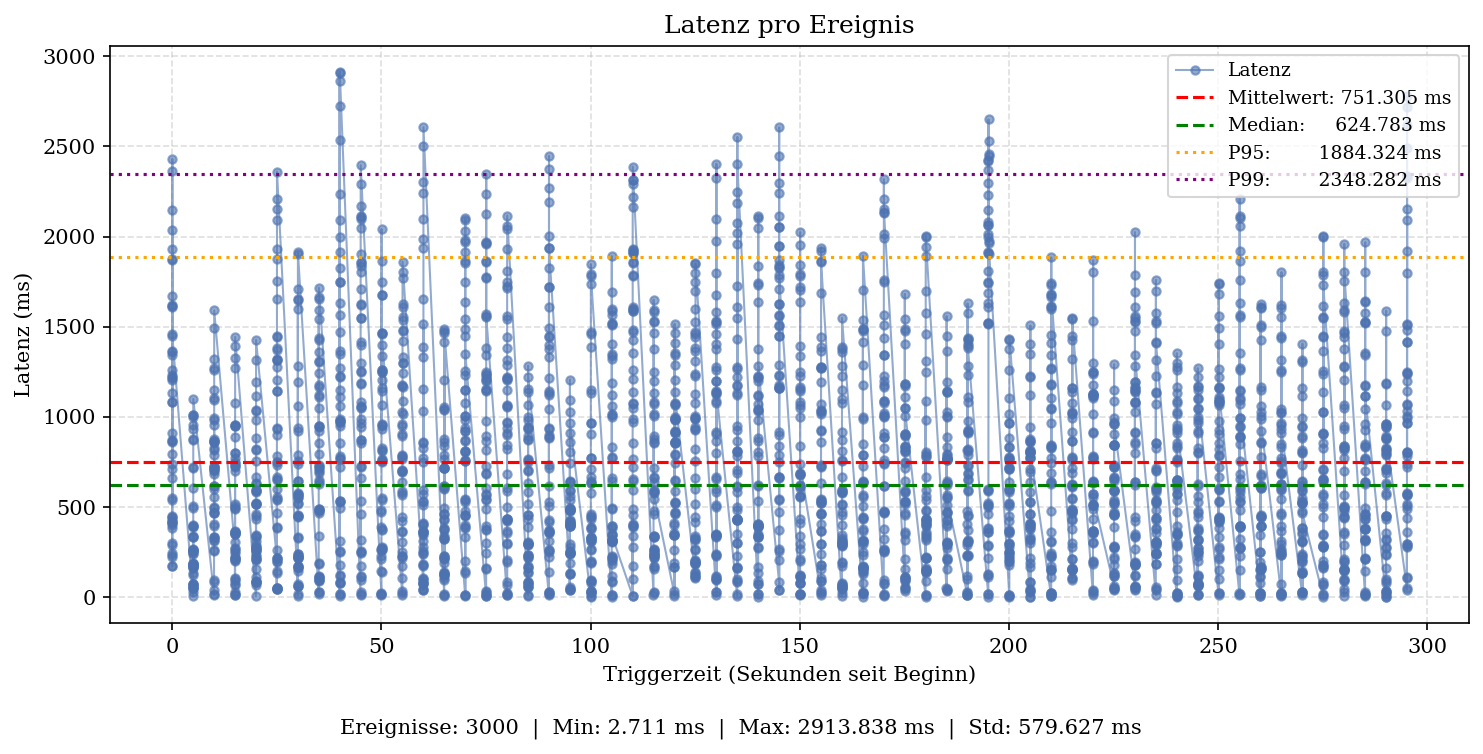 Latenz pro Ereignis
Latenz (ms)
3000
2500
2000
1500
1000
500
0
Latenz
Mittelwert: 751.305 ms
Median: 624.783 ms
P95: 1884.324 ms
P99: 2348.282 ms
0 50 100 150 200 250 300
Triggerzeit (Sekunden seit Beginn)
Ereignisse: 3000 | Min: 2.711 ms | Max: 2913.838 ms | Std: 579.627 ms